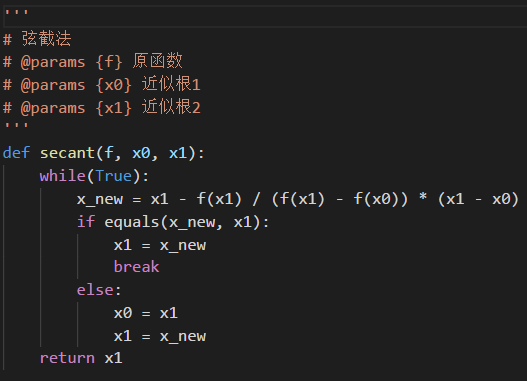 '''
# 弦截法
# @params {f} 原函数
# @params {x0} 近似根1
# @params {x1} 近似根2
'''
def secant(f, x0, x1):
    while(True):
        x_new = x1 - f(x1) / (f(x1) - f(x0)) * (x1 - x0)
        if equals(x_new, x1):
            x1 = x_new
            break
        else:
            x0 = x1
            x1 = x_new
    return x1